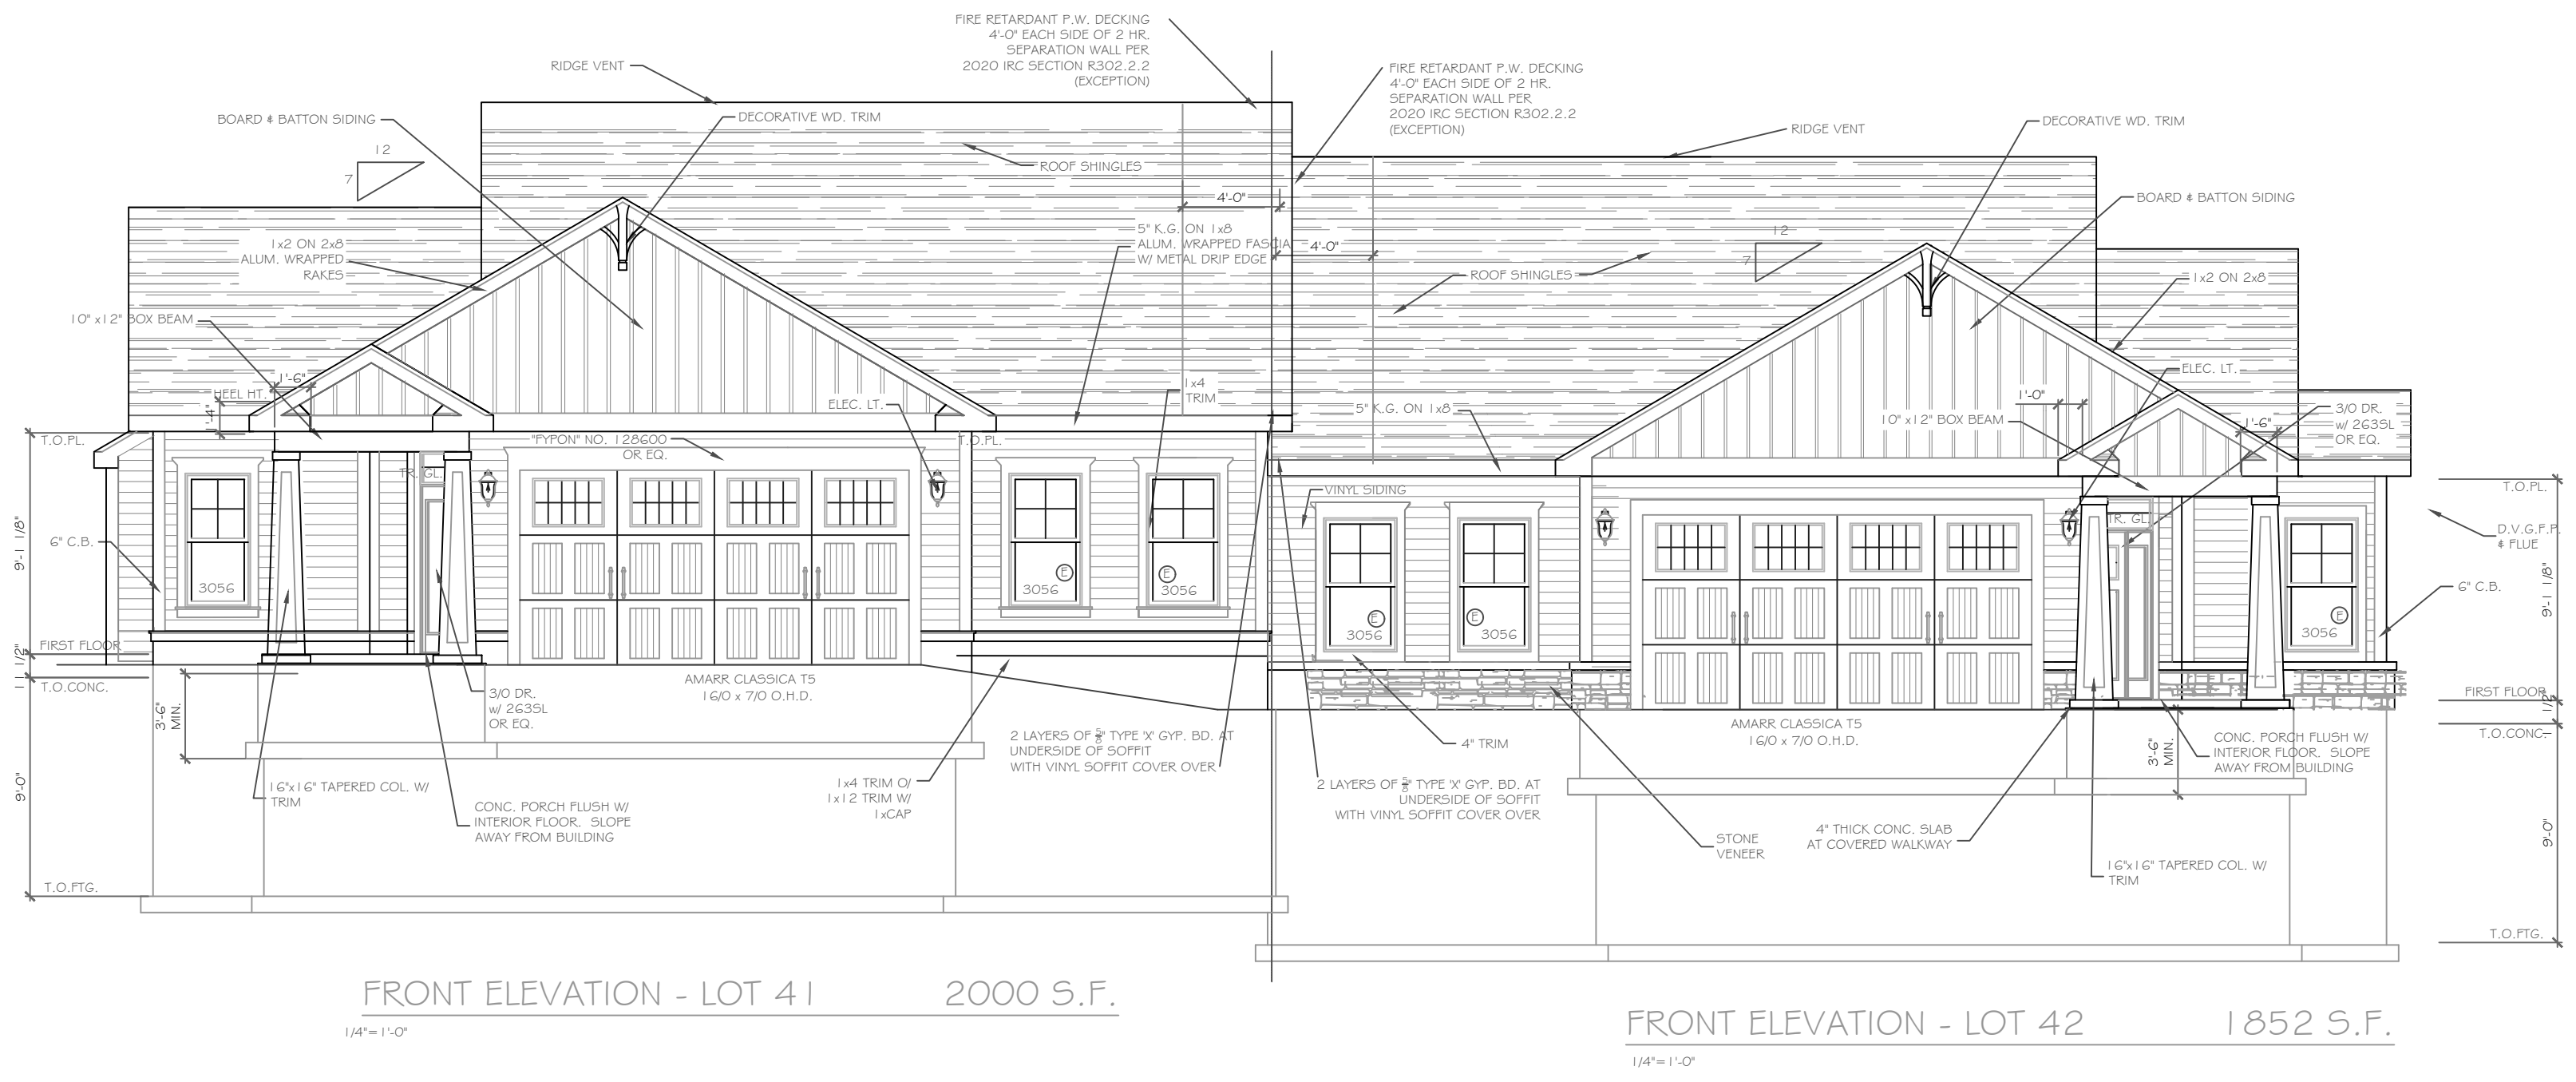 FIRE RETARDANT P.W. DECKING
4'-0" EACH SIDE OF 2 HR.
SEPARATION WALL PER
2020 IRC SECTION R302.2.2
(EXCEPTION)
RIDGE VENT
FIRE RETARDANT P.W. DECKING
4'-0" EACH SIDE OF 2 HR.
SEPARATION WALL PER
2020 IRC SECTION R302.2.2
(EXCEPTION)
BOARD & BATTON SIDING
DECORATIVE WD. TRIM
RIDGE VENT
DECORATIVE WD. TRIM
12
7
ROOF SHINGLES
4'-0"
BOARD & BATTON SIDING
1x2 ON 2x8
ALUM. WRAPPED
RAKES
5" K.G. ON 1x8
ALUM. WRAPPED FASCIA
W/ METAL DRIP EDGE
4'-0"
12
7
ROOF SHINGLES
1x2 ON 2x8
10" x12" BOX BEAM
1'-6"
HEEL HT.
1'-4"
1x4
TRIM
ELEC. LT.
ELEC. LT.
5" K.G. ON 1x8
1'-0"
10" x12" BOX BEAM
1'-6"
3/0 DR.
w/ 263SL
OR EQ.
T.O.PL.
"FYPON" NO. 128600
OR EQ.
T.O.PL.
TR. GL.
VINYL SIDING
T.O.PL.
TR. GL.
D.V.G.F.P.
& FLUE
9'-1 1/8"
6" C.B.
3056
E
3056
E
3056
E
3056
E
3056
E
3056
9'-1 1/8"
6" C.B.
FIRST FLOOR
11 1/2"
T.O.CONC.
3'-6"
MIN.
AMARR CLASSICA T5
16/0 x 7/0 O.H.D.
3/0 DR.
w/ 263SL
OR EQ.
FIRST FLOOR
T.O.CONC.
2 LAYERS OF 5/8" TYPE 'X' GYP. BD. AT
UNDERSIDE OF SOFFIT
WITH VINYL SOFFIT COVER OVER
4" TRIM
AMARR CLASSICA T5
16/0 x 7/0 O.H.D.
3'-6"
MIN.
CONC. PORCH FLUSH W/
INTERIOR FLOOR. SLOPE
AWAY FROM BUILDING
9'-0"
16"x16" TAPERED COL. W/
TRIM
CONC. PORCH FLUSH W/
INTERIOR FLOOR. SLOPE
AWAY FROM BUILDING
1x4 TRIM O/
1x12 TRIM W/
1xCAP
2 LAYERS OF 5/8" TYPE 'X' GYP. BD. AT
UNDERSIDE OF SOFFIT
WITH VINYL SOFFIT COVER OVER
STONE
VENEER
4" THICK CONC. SLAB
AT COVERED WALKWAY
16"x16" TAPERED COL. W/
TRIM
9'-0"
T.O.FTG.
T.O.FTG.
FRONT ELEVATION - LOT 41 2000 S.F.
1/4"=1'-0"
FRONT ELEVATION - LOT 42 1852 S.F.
1/4"=1'-0"